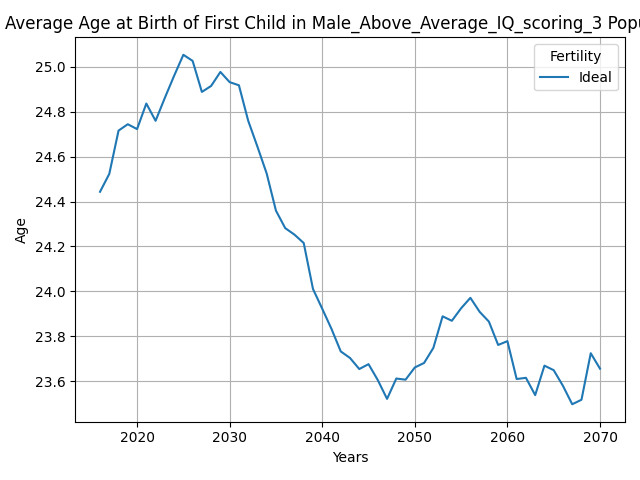 Average Age at Birth of First Child in Male_Above_Average_IQ_scoring_3
Fertility
Ideal
25.0
24.8
24.6
24.4
24.2
24.0
23.8
23.6
Age
2020 2030 2040 2050 2060 2070
Years